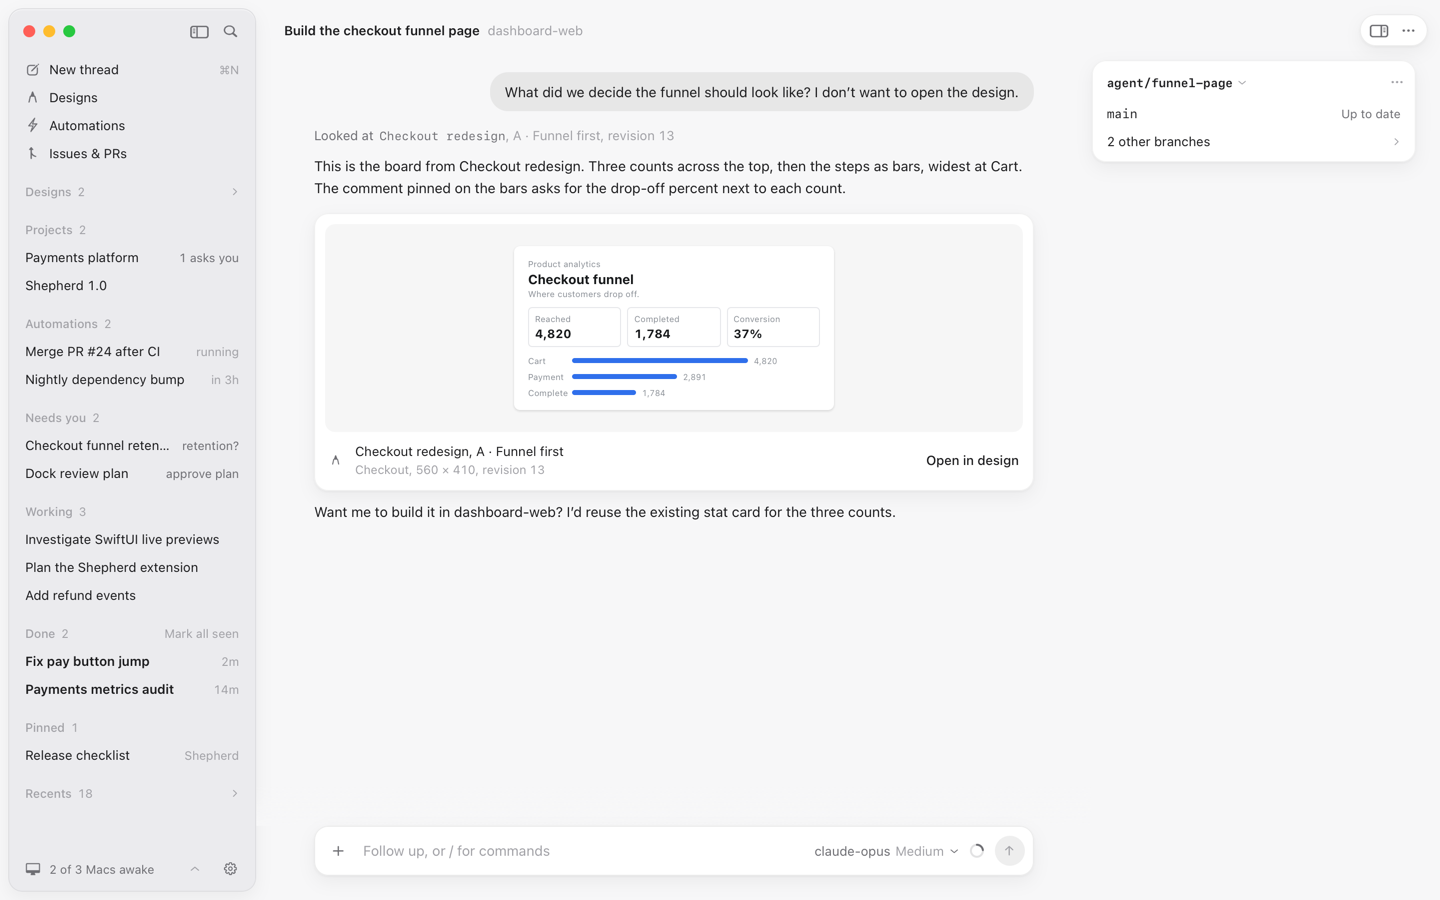 New thread ⌘N
Designs
Automations
Issues & PRs
Designs 2
Projects 2
Payments platform 1 asks you
Shepherd 1.0
Automations 2
Merge PR #24 after CI running
Nightly dependency bump in 3h
Needs you 2
Checkout funnel reten... retention?
Dock review plan approve plan
Working 3
Investigate SwiftUI live previews
Plan the Shepherd extension
Add refund events
Done 2 Mark all seen
Fix pay button jump 2m
Payments metrics audit 14m
Pinned 1
Release checklist Shepherd
Recents 18
2 of 3 Macs awake
Build the checkout funnel page dashboard-web
What did we decide the funnel should look like? I don’t want to open the design.
Looked at Checkout redesign, A · Funnel first, revision 13
This is the board from Checkout redesign. Three counts across the top, then the steps as bars, widest at Cart.
The comment pinned on the bars asks for the drop-off percent next to each count.
Product analytics
Checkout funnel
Where customers drop off.
Reached Completed Conversion
4,820 1,784 37%
Cart 4,820
Payment 2,891
Complete 1,784
Checkout redesign, A · Funnel first
Checkout, 560 × 410, revision 13
Open in design
Want me to build it in dashboard-web? I’d reuse the existing stat card for the three counts.
Follow up, or / for commands claude-opus Medium
agent/funnel-page
main Up to date
2 other branches